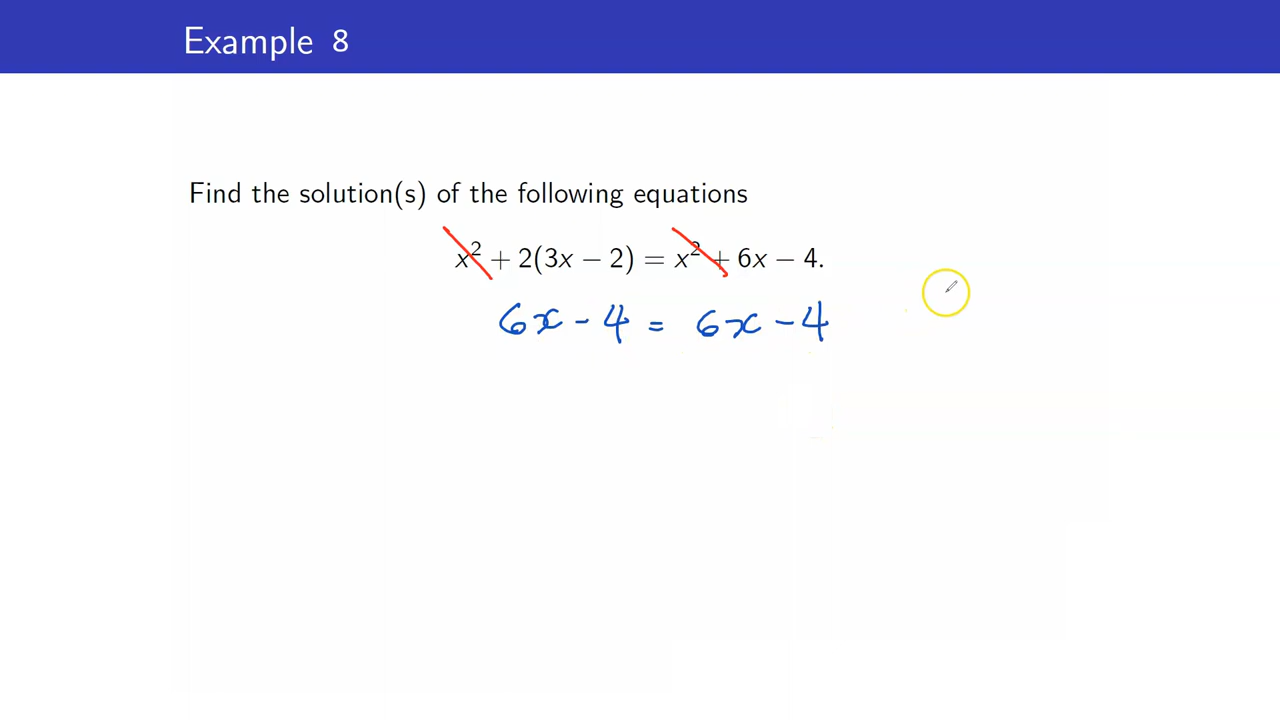 Example 8
Find the solution(s) of the following equations
x² + 2(3x − 2) = x² + 6x − 4.
6x − 4 = 6x − 4